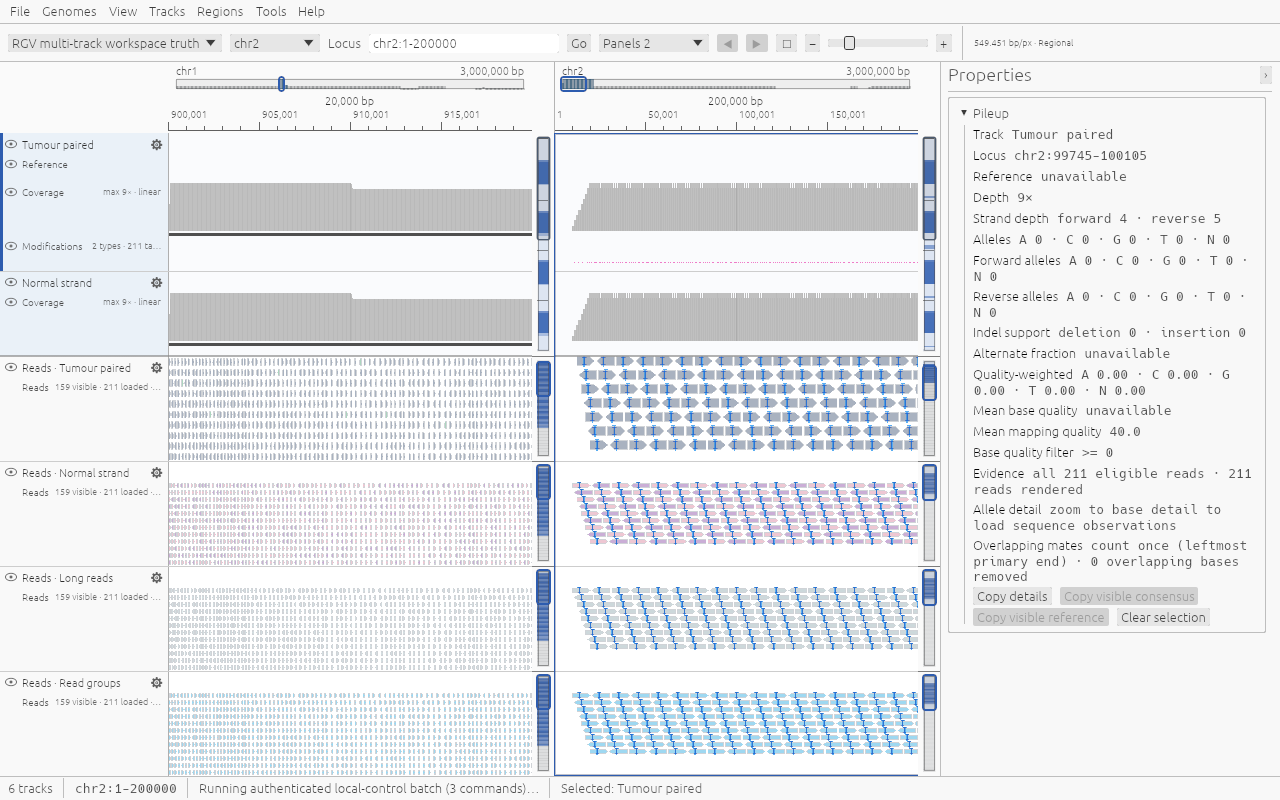 File Genomes View Tracks Regions Tools Help
RGV multi-track workspace truth chr2 Locus chr2:1-200000 Go Panels 2 − + 549.451 bp/px · Regional
chr1 3,000,000 bp chr2 3,000,000 bp
20,000 bp 200,000 bp
900,001 905,001 910,001 915,001 1 50,001 100,001 150,001
Tumour paired
Reference
Coverage max 9× · linear
Modifications 2 types · 211 ta...
Normal strand
Coverage max 9× · linear
Reads · Tumour paired
Reads 159 visible · 211 loaded ·...
Reads · Normal strand
Reads 159 visible · 211 loaded ·...
Reads · Long reads
Reads 159 visible · 211 loaded ·...
Reads · Read groups
Reads 159 visible · 211 loaded ·...
Properties
Pileup
Track Tumour paired
Locus chr2:99745-100105
Reference unavailable
Depth 9×
Strand depth forward 4 · reverse 5
Alleles A 0 · C 0 · G 0 · T 0 · N 0
Forward alleles A 0 · C 0 · G 0 · T 0 ·
N 0
Reverse alleles A 0 · C 0 · G 0 · T 0 ·
N 0
Indel support deletion 0 · insertion 0
Alternate fraction unavailable
Quality-weighted A 0.00 · C 0.00 · G
0.00 · T 0.00 · N 0.00
Mean base quality unavailable
Mean mapping quality 40.0
Base quality filter >= 0
Evidence all 211 eligible reads · 211
reads rendered
Allele detail zoom to base detail to
load sequence observations
Overlapping mates count once (leftmost
primary end) · 0 overlapping bases
removed
Copy details Copy visible consensus
Copy visible reference Clear selection
6 tracks chr2:1-200000 Running authenticated local-control batch (3 commands)... Selected: Tumour paired